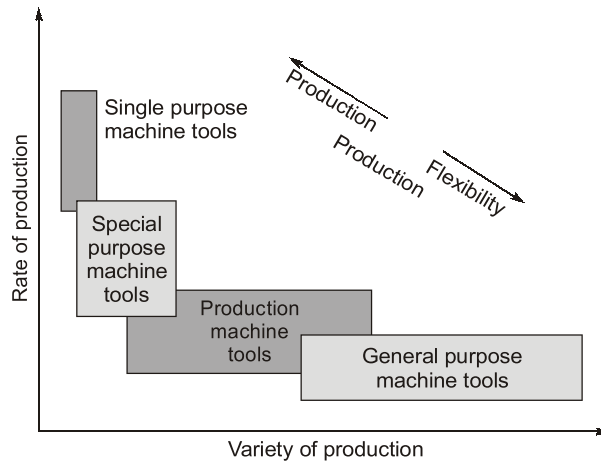 Production
Production
Flexibility
Single purpose
machine tools
Special
purpose
machine
tools
Production
machine
tools
General purpose
machine tools
Rate of production
Variety of production